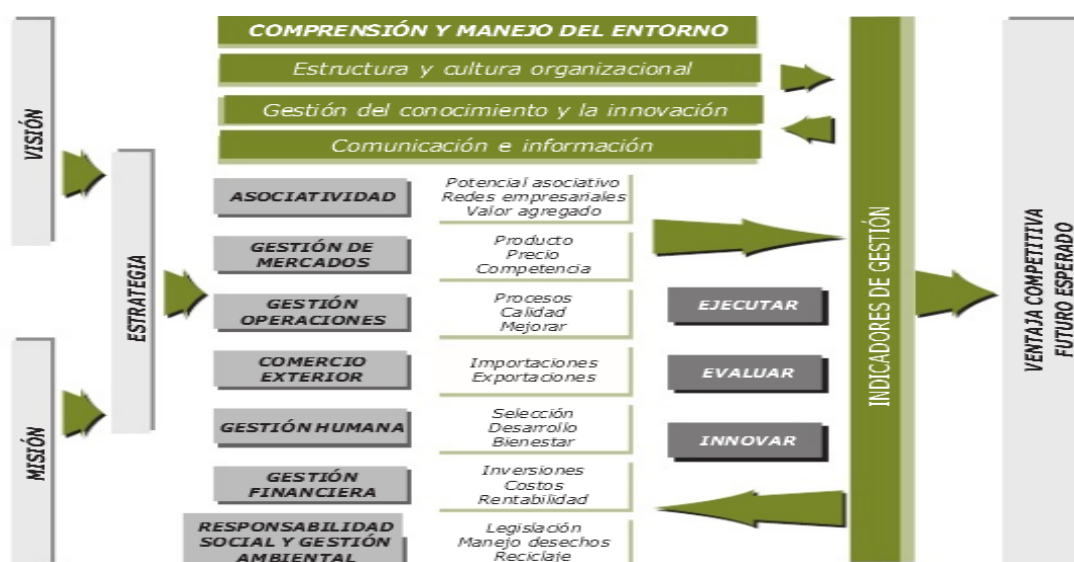 COMPRENSIÓN Y MANEJO DEL ENTORNO
Estructura y cultura organizacional
Gestión del conocimiento y la innovación
Comunicación e información
VISIÓN
MISIÓN
ESTRATEGIA
ASOCIATIVIDAD
Potencial asociativo
Redes empresariales
Valor agregado
GESTIÓN DE
MERCADOS
Producto
Precio
Competencia
GESTIÓN
OPERACIONES
Procesos
Calidad
Mejorar
COMERCIO
EXTERIOR
Importaciones
Exportaciones
GESTIÓN HUMANA
Selección
Desarrollo
Bienestar
GESTIÓN
FINANCIERA
Inversiones
Costos
Rentabilidad
RESPONSABILIDAD
SOCIAL Y GESTIÓN
AMBIENTAL
Legislación
Manejo desechos
Reciclaje
EJECUTAR
EVALUAR
INNOVAR
INDICADORES DE GESTIÓN
VENTAJA COMPETITIVA
FUTURO ESPERADO